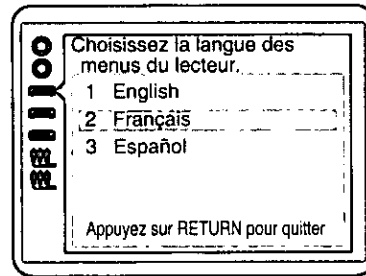 Choisissez la langue des
menus du lecteur.
1 English
2 Français
3 Español
Appuyez sur RETURN pour quitter